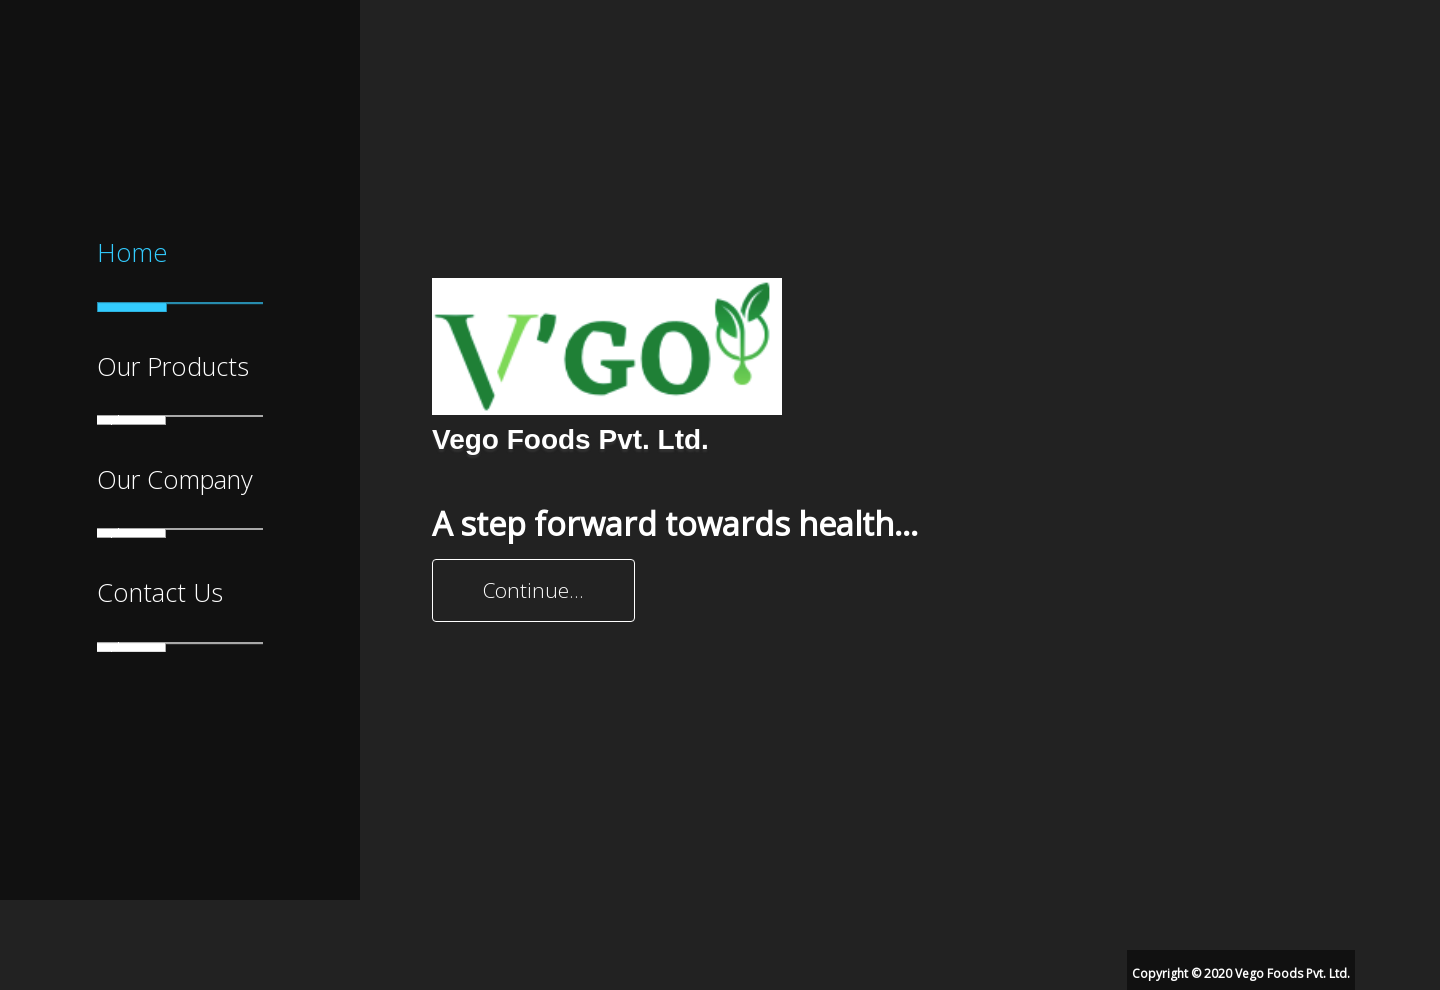 Home
Our Products
Our Company
Contact Us
V'GO
Vego Foods Pvt. Ltd.
A step forward towards health...
Continue...
Copyright © 2020 Vego Foods Pvt. Ltd.